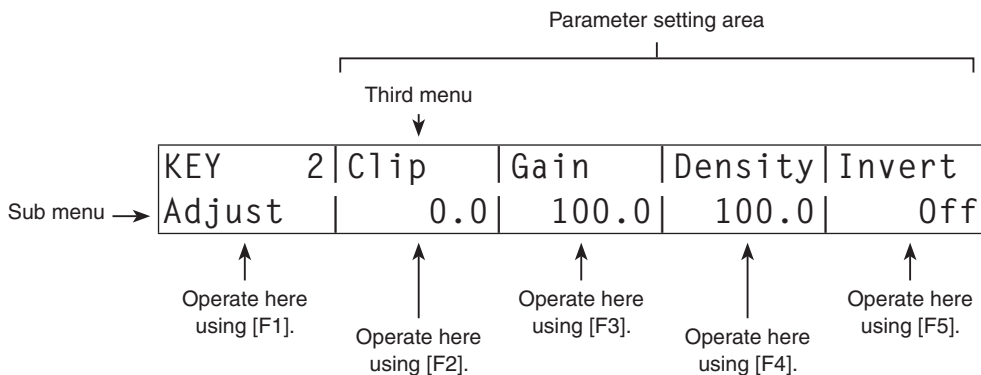 Parameter setting area
Third menu
KEY 2|Clip |Gain |Density|Invert
Sub menu
Adjust | 0.0| 100.0| 100.0| Off
Operate here
using [F1].
Operate here
using [F2].
Operate here
using [F3].
Operate here
using [F4].
Operate here
using [F5].